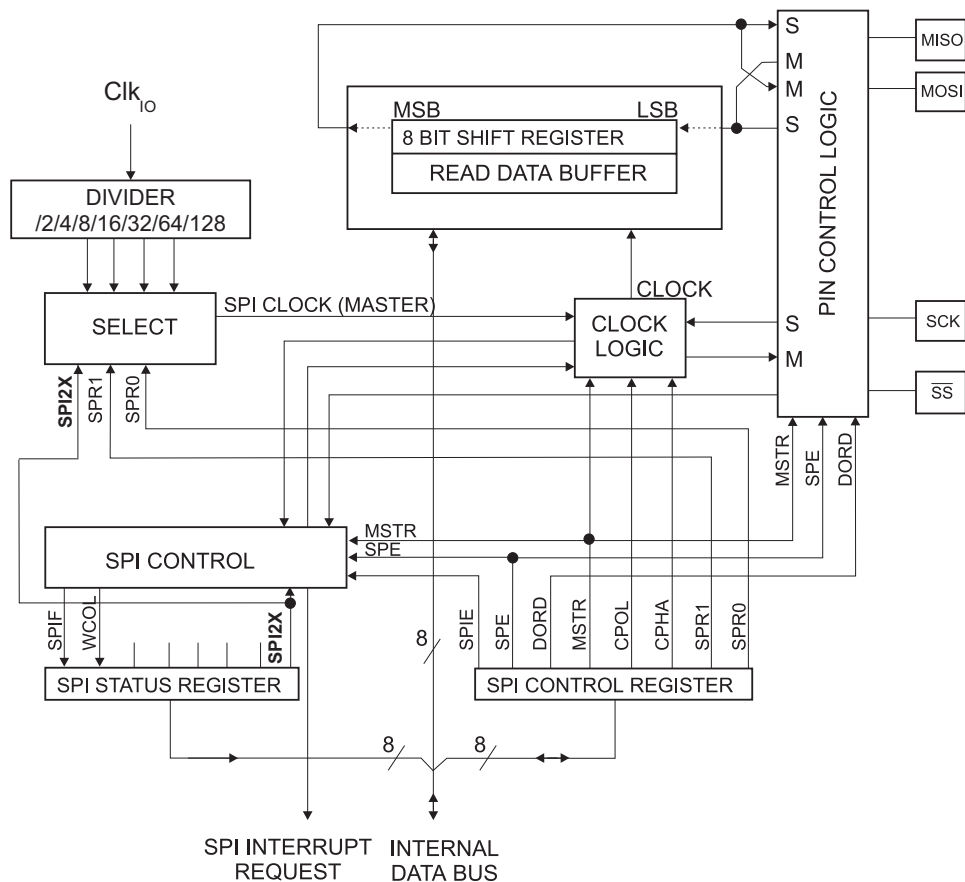 S
MISO
M
M
MOSI
Clk IO
MSB
LSB
S
8 BIT SHIFT REGISTER
READ DATA BUFFER
PIN CONTROL LOGIC
DIVIDER
/2/4/8/16/32/64/128
SPI CLOCK (MASTER)
CLOCK
SELECT
CLOCK
LOGIC
S
SCK
M
SS
SPI2X
SPR1
SPR0
MSTR
SPE
DORD
MSTR
SPE
SPI CONTROL
SPIF
WCOL
SPI2X
8
SPIE
SPE
DORD
MSTR
CPOL
CPHA
SPR1
SPR0
SPI STATUS REGISTER
SPI CONTROL REGISTER
8
8
SPI INTERRUPT
REQUEST
INTERNAL
DATA BUS